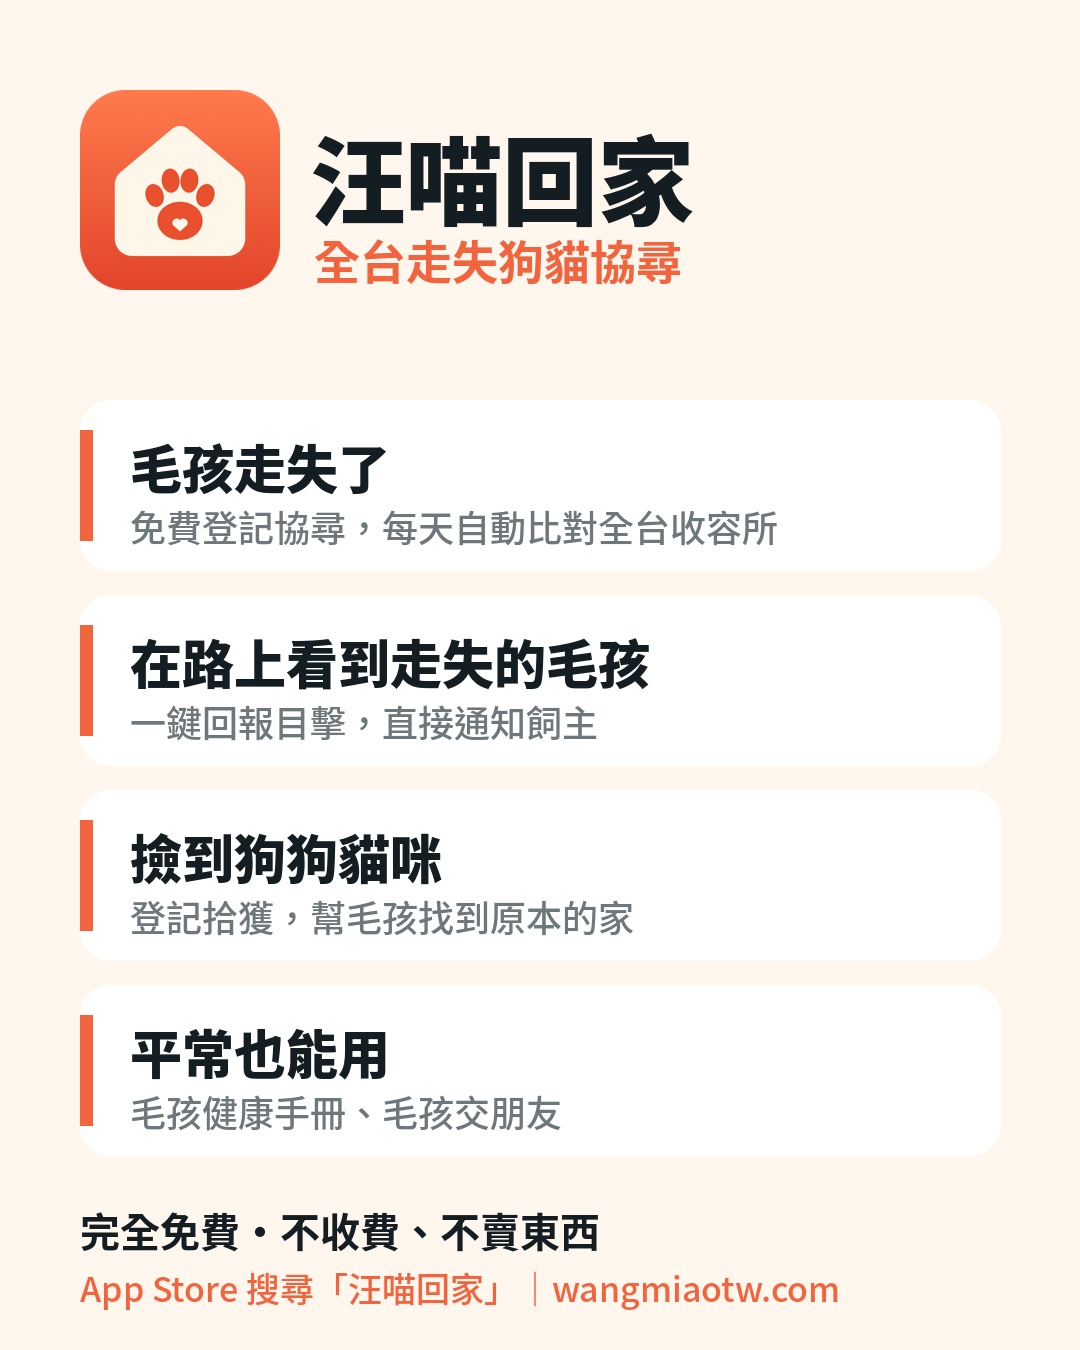 汪喵回家
全台走失狗貓協尋
毛孩走失了
免費登記協尋，每天自動比對全台收容所
在路上看到走失的毛孩
一鍵回報目擊，直接通知飼主
撿到狗狗貓咪
登記拾獲，幫毛孩找到原本的家
平常也能用
毛孩健康手冊、毛孩交朋友
完全免費・不收費、不賣東西
App Store 搜尋「汪喵回家」｜wangmiaotw.com